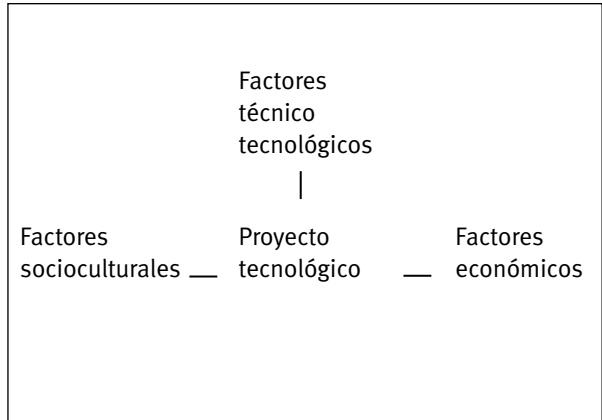 Factores
técnico
tecnológicos
Factores
socioculturales
Proyecto
tecnológico
Factores
económicos